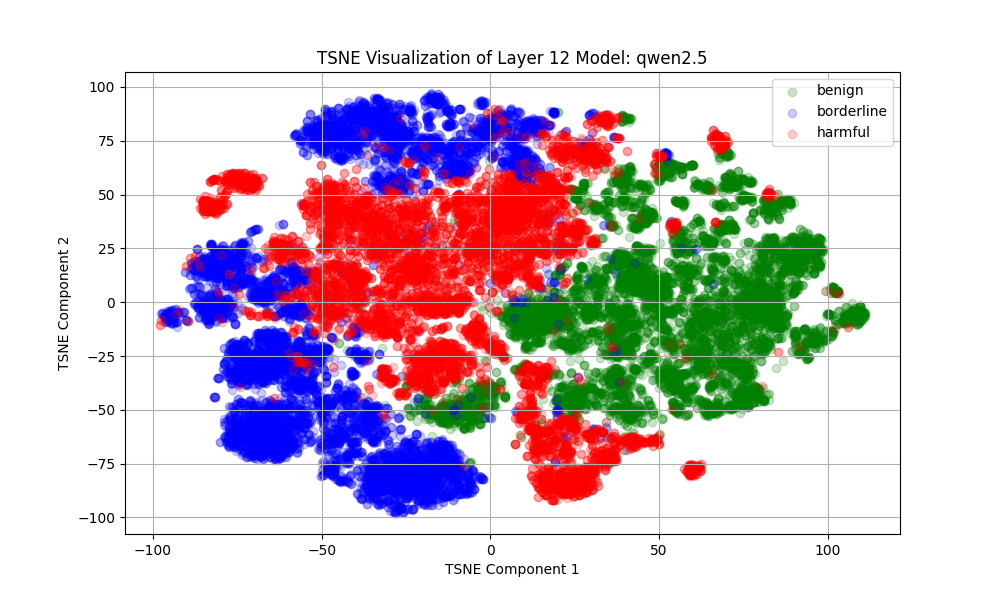 TSNE Visualization of Layer 12 Model: qwen2.5
benign
borderline
harmful
100
75
50
25
0
−25
−50
−75
−100
TSNE Component 2
−100
−50
0
50
100
TSNE Component 1